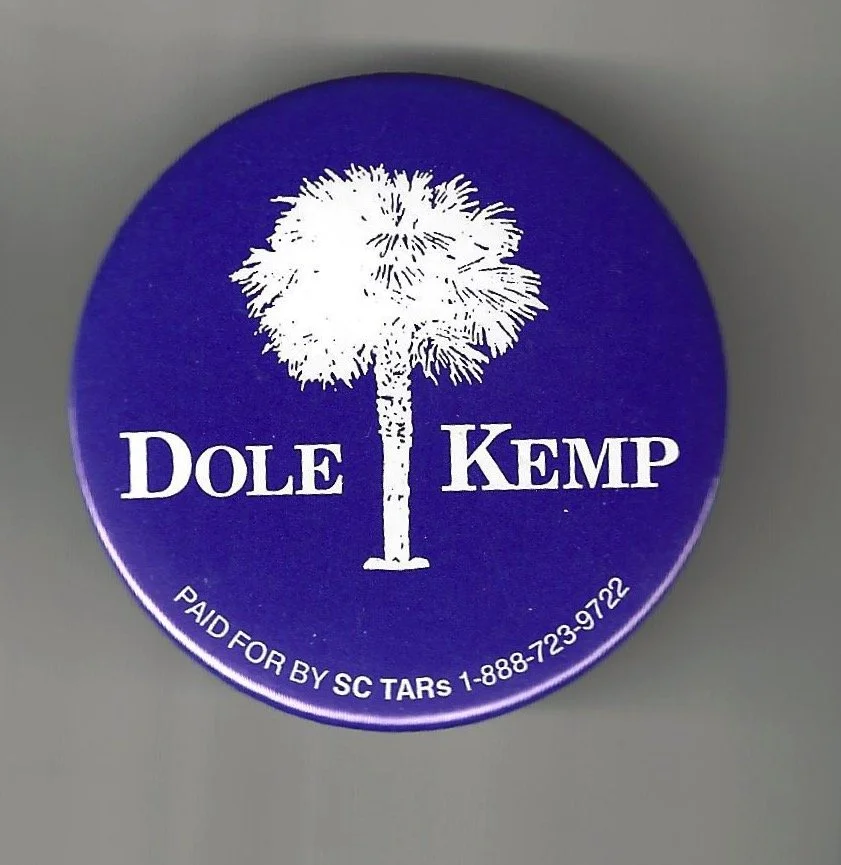 DOLE KEMP
PAID FOR BY SC TARs 1-888-723-9722